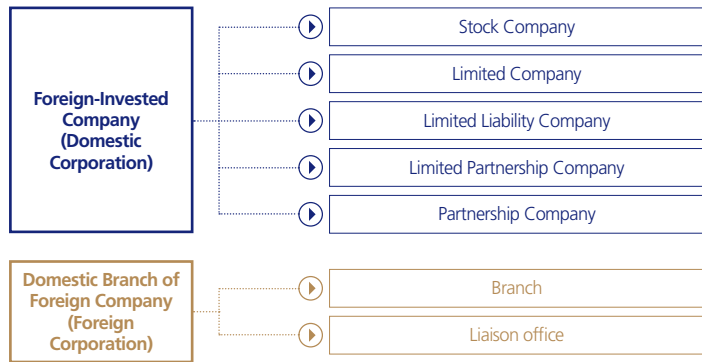 Foreign-Invested
Company
(Domestic
Corporation)
Stock Company
Limited Company
Limited Liability Company
Limited Partnership Company
Partnership Company
Domestic Branch of
Foreign Company
(Foreign
Corporation)
Branch
Liaison office